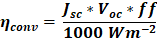 η_conv = J_sc * V_oc * ff / 1000 Wm⁻²